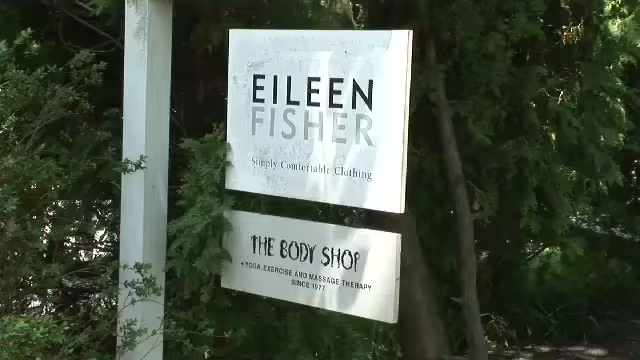 EILEEN
FISHER
Simply Comfortable Clothing
THE BODY SHOP
• YOGA, EXERCISE AND MASSAGE THERAPY
SINCE 1977